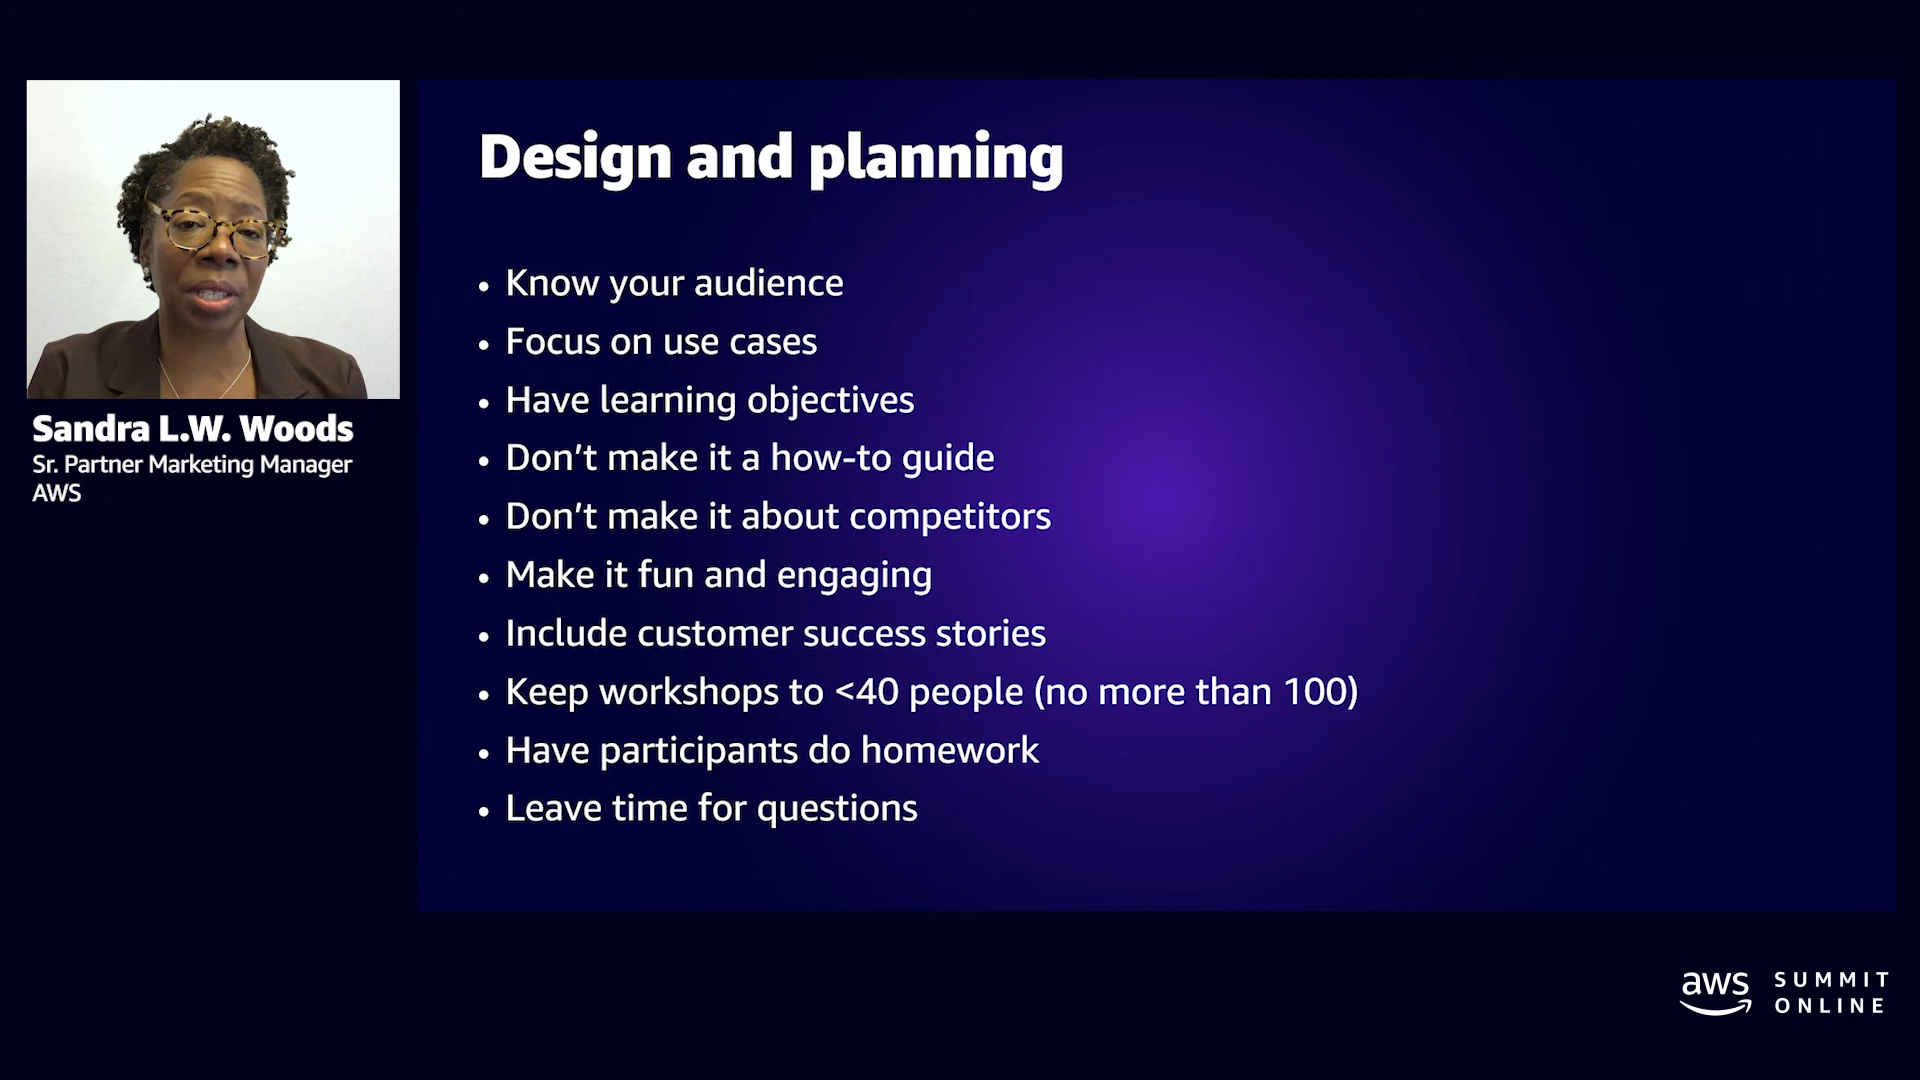 Sandra L.W. Woods
Sr. Partner Marketing Manager
AWS
Design and planning
• Know your audience
• Focus on use cases
• Have learning objectives
• Don’t make it a how-to guide
• Don’t make it about competitors
• Make it fun and engaging
• Include customer success stories
• Keep workshops to <40 people (no more than 100)
• Have participants do homework
• Leave time for questions
aws
SUMMIT
ONLINE